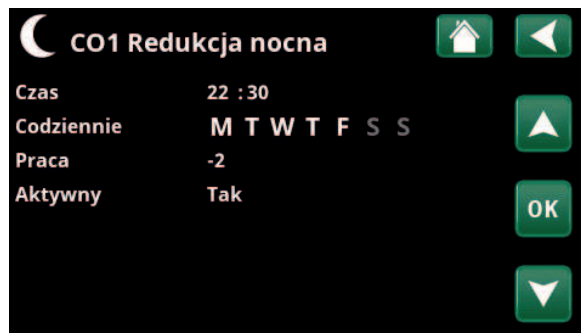 CO1 Redukcja nocna
Czas 22 :30
Codziennie M T W T F S S
Praca -2
Aktywny Tak
OK